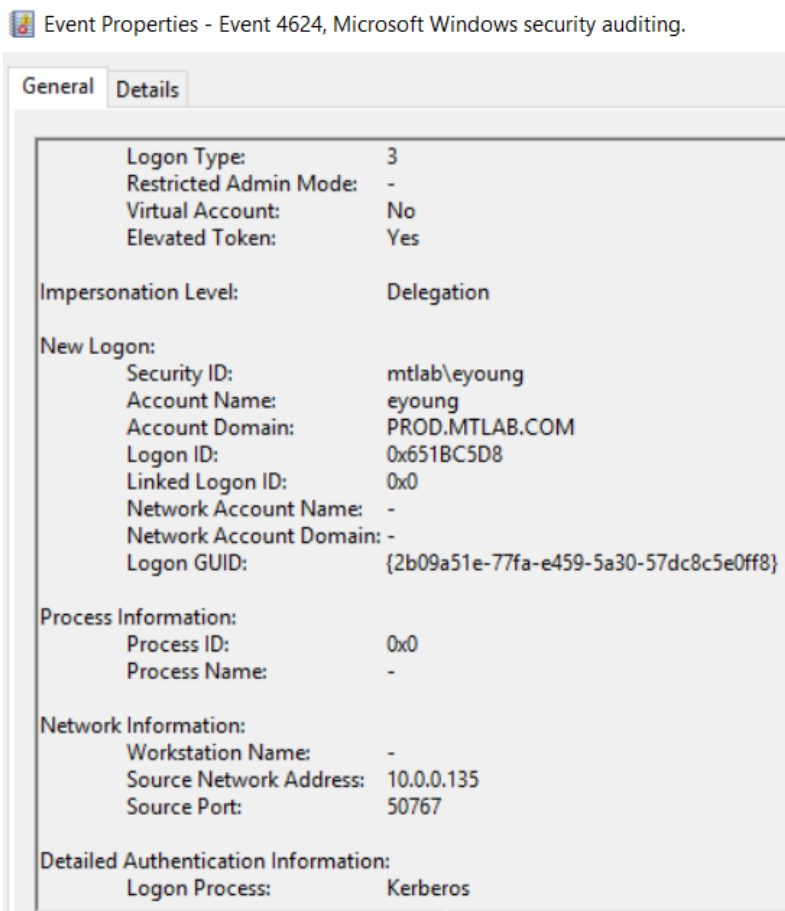 Event Properties - Event 4624, Microsoft Windows security auditing.
General Details
Logon Type: 3
Restricted Admin Mode: -
Virtual Account: No
Elevated Token: Yes
Impersonation Level: Delegation
New Logon:
Security ID: mtlab\eyoung
Account Name: eyoung
Account Domain: PROD.MTLAB.COM
Logon ID: 0x651BC5D8
Linked Logon ID: 0x0
Network Account Name: -
Network Account Domain: -
Logon GUID: {2b09a51e-77fa-e459-5a30-57dc8c5e0ff8}
Process Information:
Process ID: 0x0
Process Name: -
Network Information:
Workstation Name: -
Source Network Address: 10.0.0.135
Source Port: 50767
Detailed Authentication Information:
Logon Process: Kerberos